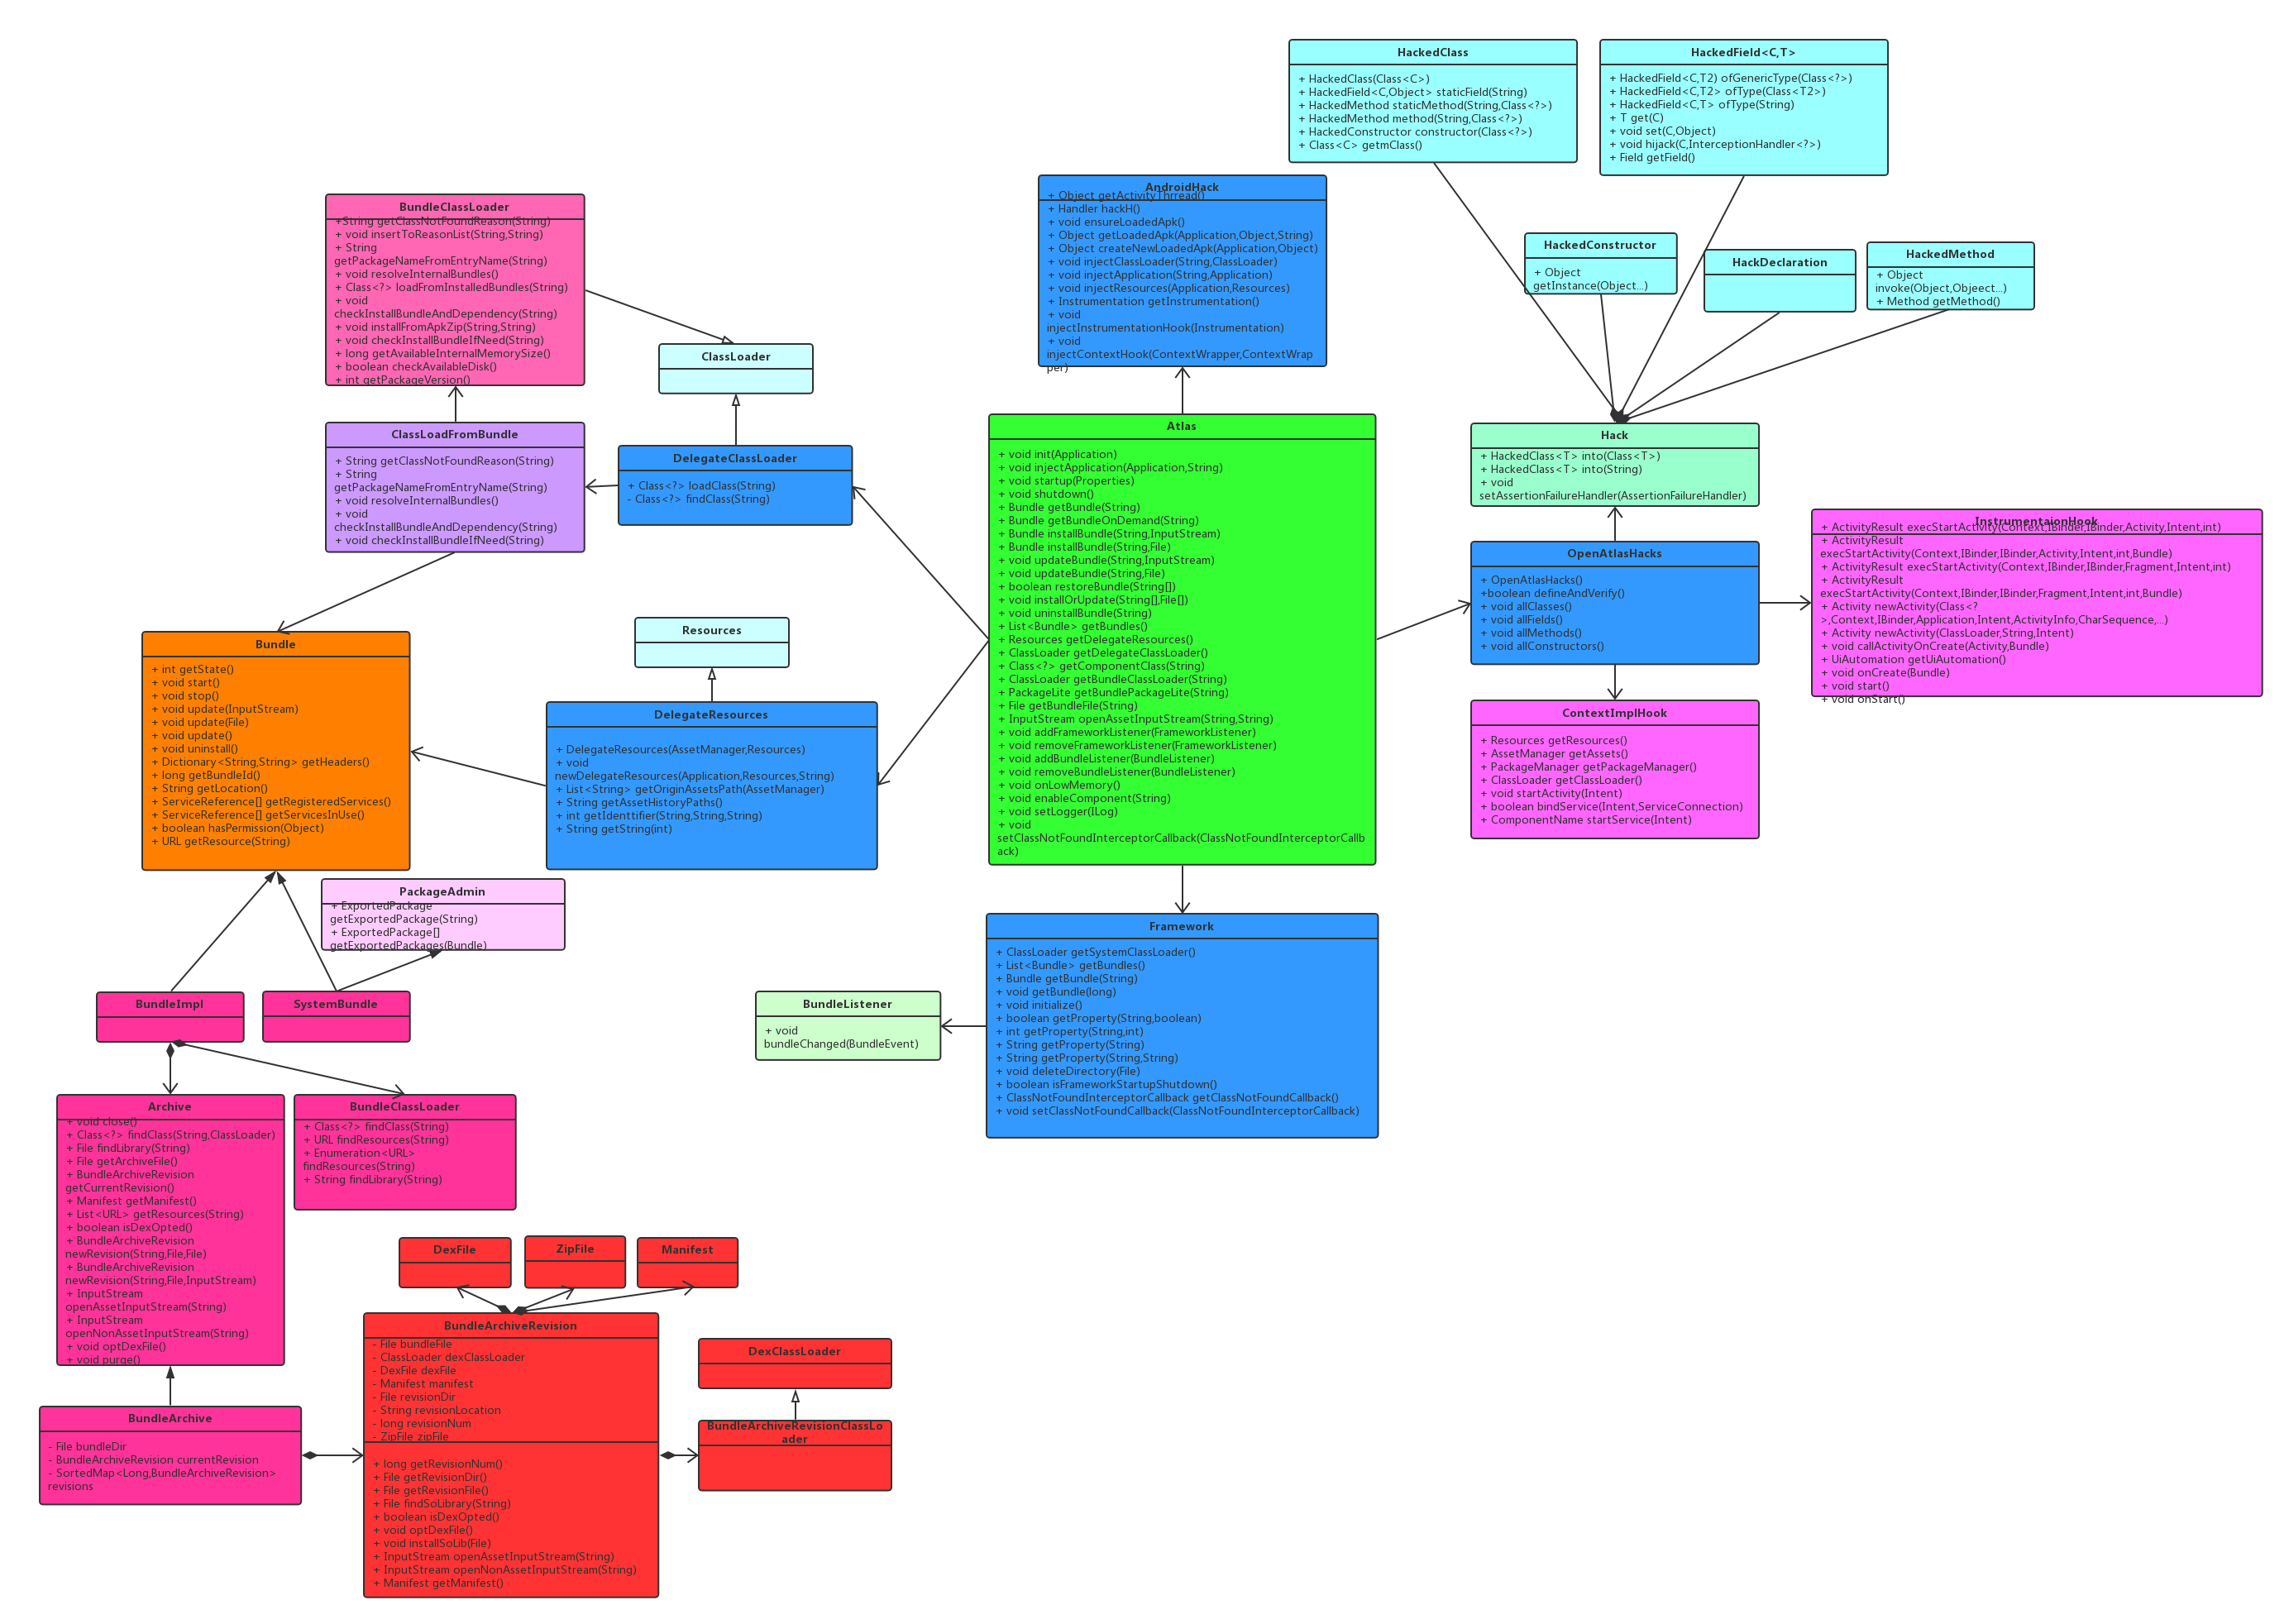 HackedClass
+ HackedClass(Class<C>)
+ HackedField<C,Object> staticField(String)
+ HackedMethod staticMethod(String,Class<?>)
+ HackedMethod method(String,Class<?>)
+ HackedConstructor constructor(Class<?>)
+ Class<C> getmClass()
HackedField<C,T>
+ HackedField<C,T2) ofGenericType(Class<?>)
+ HackedField<C,T2> ofType(Class<T2>)
+ HackedField<C,T> ofType(String)
+ T get(C)
+ void set(C,Object)
+ void hijack(C,InterceptionHandler<?>)
+ Field getField()
AndroidHack
+ Object getActivityThread()
+ Handler hackH()
+ void ensureLoadedApk()
+ Object getLoadedApk(Application,Object,String)
+ Object createNewLoadedApk(Application,Object)
+ void injectClassLoader(String,ClassLoader)
+ void injectApplication(String,Application)
+ void injectResources(Application,Resources)
+ Instrumentation getInstrumentation()
+ void
injectInstrumentationHook(Instrumentation)
+ void
injectContextHook(ContextWrapper,ContextWrap
per)
BundleClassLoader
+String getClassNotFoundReason(String)
+ void insertToReasonList(String,String)
+ String
getPackageNameFromEntryName(String)
+ void resolveInternalBundles()
+ Class<?> loadFromInstalledBundles(String)
+ void
checkInstallBundleAndDependency(String)
+ void installFromApkZip(String,String)
+ void checkInstallBundleIfNeed(String)
+ long getAvailableInternalMemorySize()
+ boolean checkAvailableDisk()
+ int getPackageVersion()
HackedConstructor
+ Object
getInstance(Object...)
HackDeclaration
HackedMethod
+ Object
invoke(Object,Objeect...)
+ Method getMethod()
ClassLoader
ClassLoadFromBundle
+ String getClassNotFoundReason(String)
+ String
getPackageNameFromEntryName(String)
+ void resolveInternalBundles()
+ void
checkInstallBundleAndDependency(String)
+ void checkInstallBundleIfNeed(String)
DelegateClassLoader
+ Class<?> loadClass(String)
- Class<?> findClass(String)
Atlas
+ void init(Application)
+ void injectApplication(Application,String)
+ void startup(Properties)
+ void shutdown()
+ Bundle getBundle(String)
+ Bundle getBundleOnDemand(String)
+ Bundle installBundle(String,InputStream)
+ Bundle installBundle(String,File)
+ void updateBundle(String,InputStream)
+ void updateBundle(String,File)
+ boolean restoreBundle(String[])
+ void installOrUpdate(String[],File[])
+ void uninstallBundle(String)
+ List<Bundle> getBundles()
+ Resources getDelegateResources()
+ ClassLoader getDelegateClassLoader()
+ Class<?> getComponentClass(String)
+ ClassLoader getBundleClassLoader(String)
+ PackageLite getBundlePackageLite(String)
+ File getBundleFile(String)
+ InputStream openAssetInputStream(String,String)
+ void addFrameworkListener(FrameworkListener)
+ void removeFrameworkListener(FrameworkListener)
+ void addBundleListener(BundleListener)
+ void removeBundleListener(BundleListener)
+ void onLowMemory()
+ void enableComponent(String)
+ void setLogger(ILog)
+ void
setClassNotFoundInterceptorCallback(ClassNotFoundInterceptorCallb
ack)
Hack
+ HackedClass<T> into(Class<T>)
+ HackedClass<T> into(String)
+ void
setAssertionFailureHandler(AssertionFailureHandler)
OpenAtlasHacks
+ OpenAtlasHacks()
+boolean defineAndVerify()
+ void allClasses()
+ void allFields()
+ void allMethods()
+ void allConstructors()
InstrumentaionHook
+ ActivityResult execStartActivity(Context,IBinder,IBinder,Activity,Intent,int)
+ ActivityResult
execStartActivity(Context,IBinder,IBinder,Activity,Intent,int,Bundle)
+ ActivityResult execStartActivity(Context,IBinder,IBinder,Fragment,Intent,int)
+ ActivityResult
execStartActivity(Context,IBinder,IBinder,Fragment,Intent,int,Bundle)
+ Activity newActivity(Class<?
>,Context,IBinder,Application,Intent,ActivityInfo,CharSequence,...)
+ Activity newActivity(ClassLoader,String,Intent)
+ void callActivityOnCreate(Activity,Bundle)
+ UiAutomation getUiAutomation()
+ void onCreate(Bundle)
+ void start()
+ void onStart()
ContextImplHook
+ Resources getResources()
+ AssetManager getAssets()
+ PackageManager getPackageManager()
+ ClassLoader getClassLoader()
+ void startActivity(Intent)
+ boolean bindService(Intent,ServiceConnection)
+ ComponentName startService(Intent)
Bundle
+ int getState()
+ void start()
+ void stop()
+ void update(InputStream)
+ void update(File)
+ void update()
+ void uninstall()
+ Dictionary<String,String> getHeaders()
+ long getBundleId()
+ String getLocation()
+ ServiceReference[] getRegisteredServices()
+ ServiceReference[] getServicesInUse()
+ boolean hasPermission(Object)
+ URL getResource(String)
Resources
DelegateResources
+ DelegateResources(AssetManager,Resources)
+ void
newDelegateResources(Application,Resources,String)
+ List<String> getOriginAssetsPath(AssetManager)
+ String getAssetHistoryPaths()
+ int getIdenttifier(String,String,String)
+ String getString(int)
PackageAdmin
+ ExportedPackage
getExportedPackage(String)
+ ExportedPackage[]
getExportedPackages(Bundle)
Framework
+ ClassLoader getSystemClassLoader()
+ List<Bundle> getBundles()
+ Bundle getBundle(String)
+ void getBundle(long)
+ void initialize()
+ boolean getProperty(String,boolean)
+ int getProperty(String,int)
+ String getProperty(String)
+ String getProperty(String,String)
+ void deleteDirectory(File)
+ boolean isFrameworkStartupShutdown()
+ ClassNotFoundInterceptorCallback getClassNotFoundCallback()
+ void setClassNotFoundCallback(ClassNotFoundInterceptorCallback)
BundleListener
+ void
bundleChanged(BundleEvent)
BundleImpl
SystemBundle
Archive
+ void close()
+ Class<?> findClass(String,ClassLoader)
+ File findLibrary(String)
+ File getArchiveFile()
+ BundleArchiveRevision
getCurrentRevision()
+ Manifest getManifest()
+ List<URL> getResources(String)
+ boolean isDexOpted()
+ BundleArchiveRevision
newRevision(String,File,File)
+ BundleArchiveRevision
newRevision(String,File,InputStream)
+ InputStream
openAssetInputStream(String)
+ InputStream
openNonAssetInputStream(String)
+ void optDexFile()
+ void purge()
BundleClassLoader
+ Class<?> findClass(String)
+ URL findResources(String)
+ Enumeration<URL>
findResources(String)
+ String findLibrary(String)
DexFile
ZipFile
Manifest
BundleArchiveRevision
- File bundleFile
- ClassLoader dexClassLoader
- DexFile dexFile
- Manifest manifest
- File revisionDir
- String revisionLocation
- long revisionNum
- ZipFile zipFile
+ long getRevisionNum()
+ File getRevisionDir()
+ File getRevisionFile()
+ File findSoLibrary(String)
+ boolean isDexOpted()
+ void optDexFile()
+ void installSoLib(File)
+ InputStream openAssetInputStream(String)
+ InputStream openNonAssetInputStream(String)
+ Manifest getManifest()
DexClassLoader
BundleArchiveRevisionClassLo
ader
BundleArchive
- File bundleDir
- BundleArchiveRevision currentRevision
- SortedMap<Long,BundleArchiveRevision>
revisions